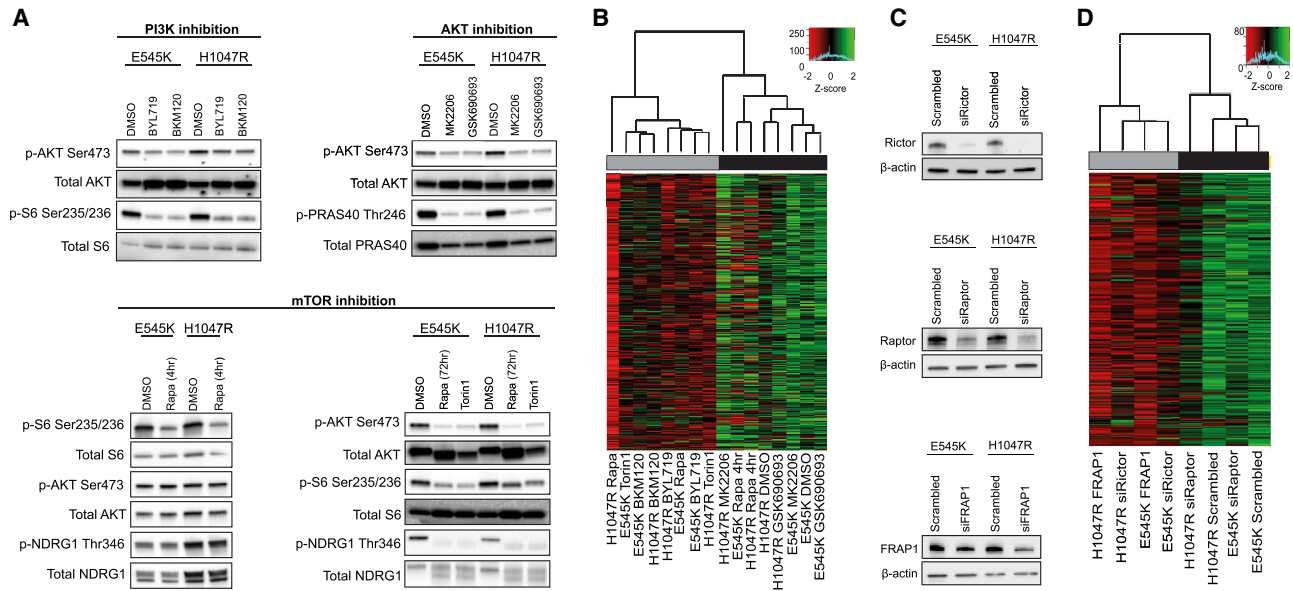 A
PI3K inhibition
E545K H1047R
DMSO
BYL719
BKM120
DMSO
BYL719
BKM120
p-AKT Ser473
Total AKT
p-S6 Ser235/236
Total S6
AKT inhibition
E545K H1047R
DMSO
MK2206
GSK690693
DMSO
MK2206
GSK690693
p-AKT Ser473
Total AKT
p-PRAS40 Thr246
Total PRAS40
mTOR inhibition
E545K H1047R
DMSO
Rapa (4hr)
DMSO
Rapa (4hr)
p-S6 Ser235/236
Total S6
p-AKT Ser473
Total AKT
p-NDRG1 Thr346
Total NDRG1
E545K H1047R
DMSO
Rapa (72hr)
Torin1
DMSO
Rapa (72hr)
Torin1
p-AKT Ser473
Total AKT
p-S6 Ser235/236
Total S6
p-NDRG1 Thr346
Total NDRG1
B
250
150
0
-2 0 2
Z-score
H1047R Rapa
E545K Torin1
E545K BKM120
H1047R BKM120
H1047R BYL719
E545K Rapa
E545K BYL719
H1047R Torin1
H1047R MK2206
E545K Rapa 4hr
H1047R Rapa 4hr
H1047R DMSO
H1047R GSK690693
E545K MK2206
E545K DMSO
E545K GSK690693
C
E545K H1047R
Scrambled
siRictor
Scrambled
siRictor
Rictor
β-actin
E545K H1047R
Scrambled
siRaptor
Scrambled
siRaptor
Raptor
β-actin
E545K H1047R
Scrambled
siFRAP1
Scrambled
siFRAP1
FRAP1
β-actin
D
80
40
0
-2 0 2
Z-score
H1047R FRAP1
H1047R siRictor
E545K FRAP1
E545K siRictor
H1047R siRaptor
H1047R Scrambled
E545K siRaptor
E545K Scrambled